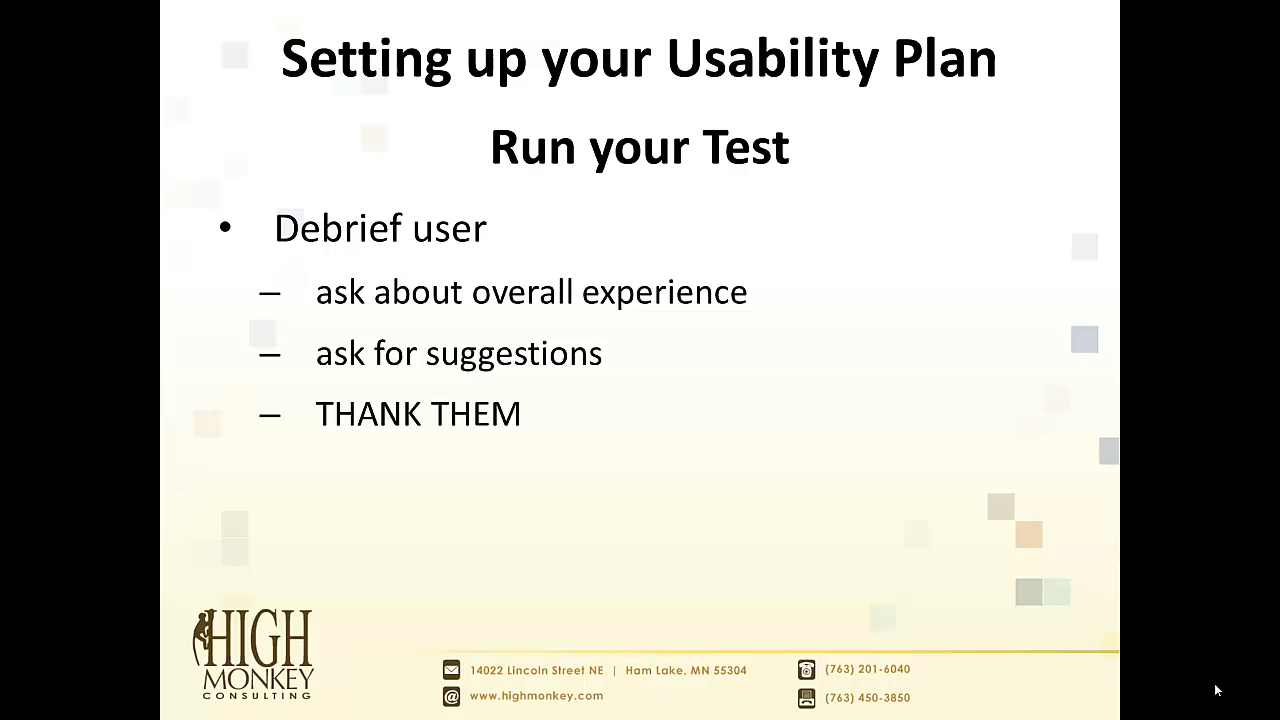 Setting up your Usability Plan
Run your Test
• Debrief user
– ask about overall experience
– ask for suggestions
– THANK THEM
HIGH
MONKEY
CONSULTING
14022 Lincoln Street NE | Ham Lake, MN 55304
(763) 201-6040
@ www.highmonkey.com
(763) 450-3850